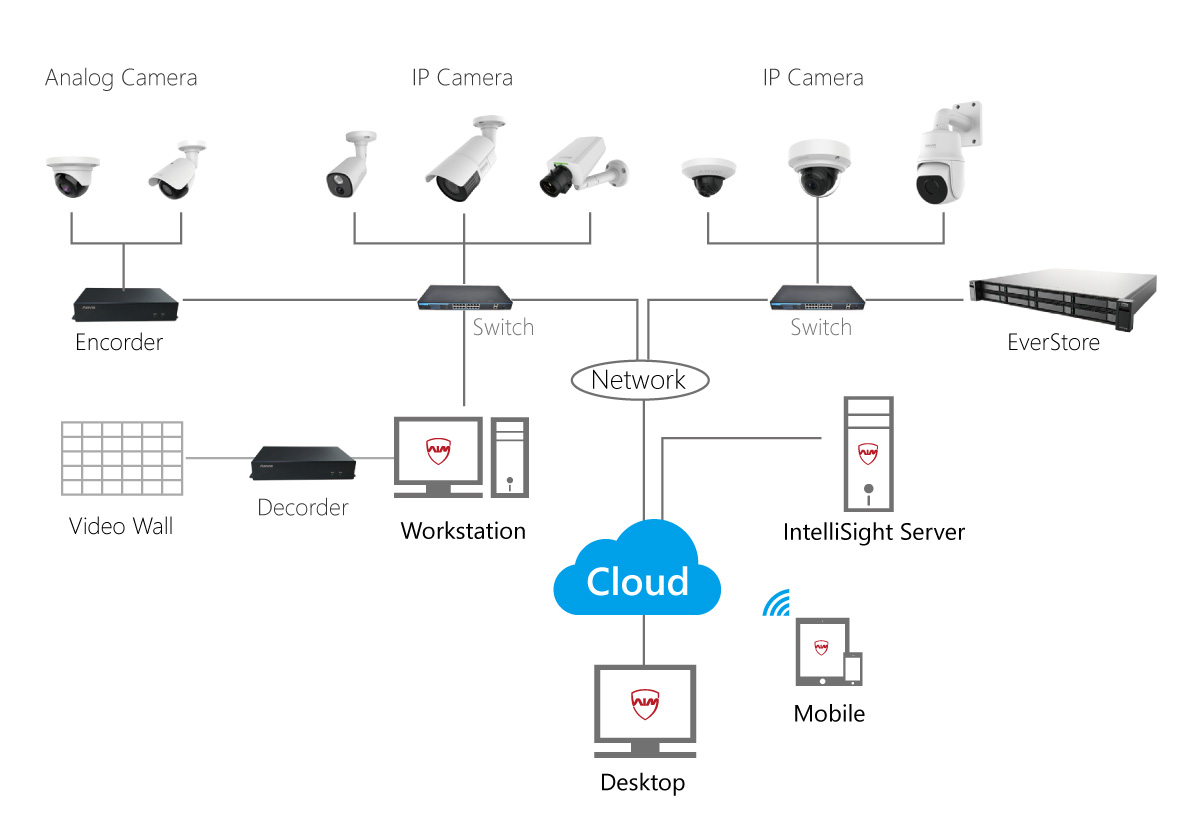 Analog Camera
IP Camera
IP Camera
Encorder
Switch
Switch
EverStore
Network
Video Wall
Decorder
Workstation
IntelliSight Server
Cloud
Mobile
Desktop